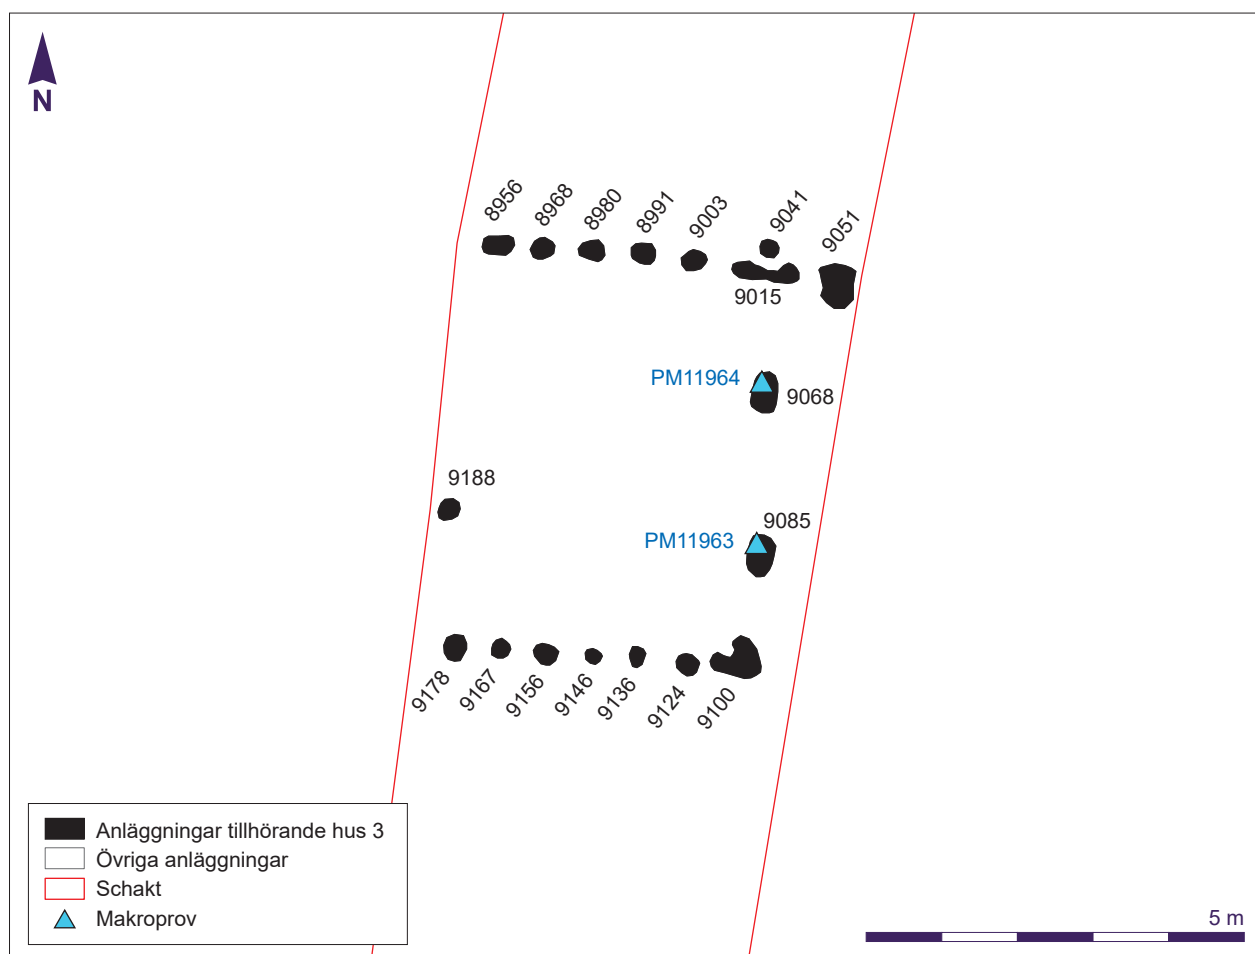 N
8956
8968
8980
8991
9003
9041
9051
9015
PM11964
9068
9188
9085
PM11963
9178
9167
9156
9146
9136
9124
9100
Anläggningar tillhörande hus 3
Övriga anläggningar
Schakt
Makroprov
5 m